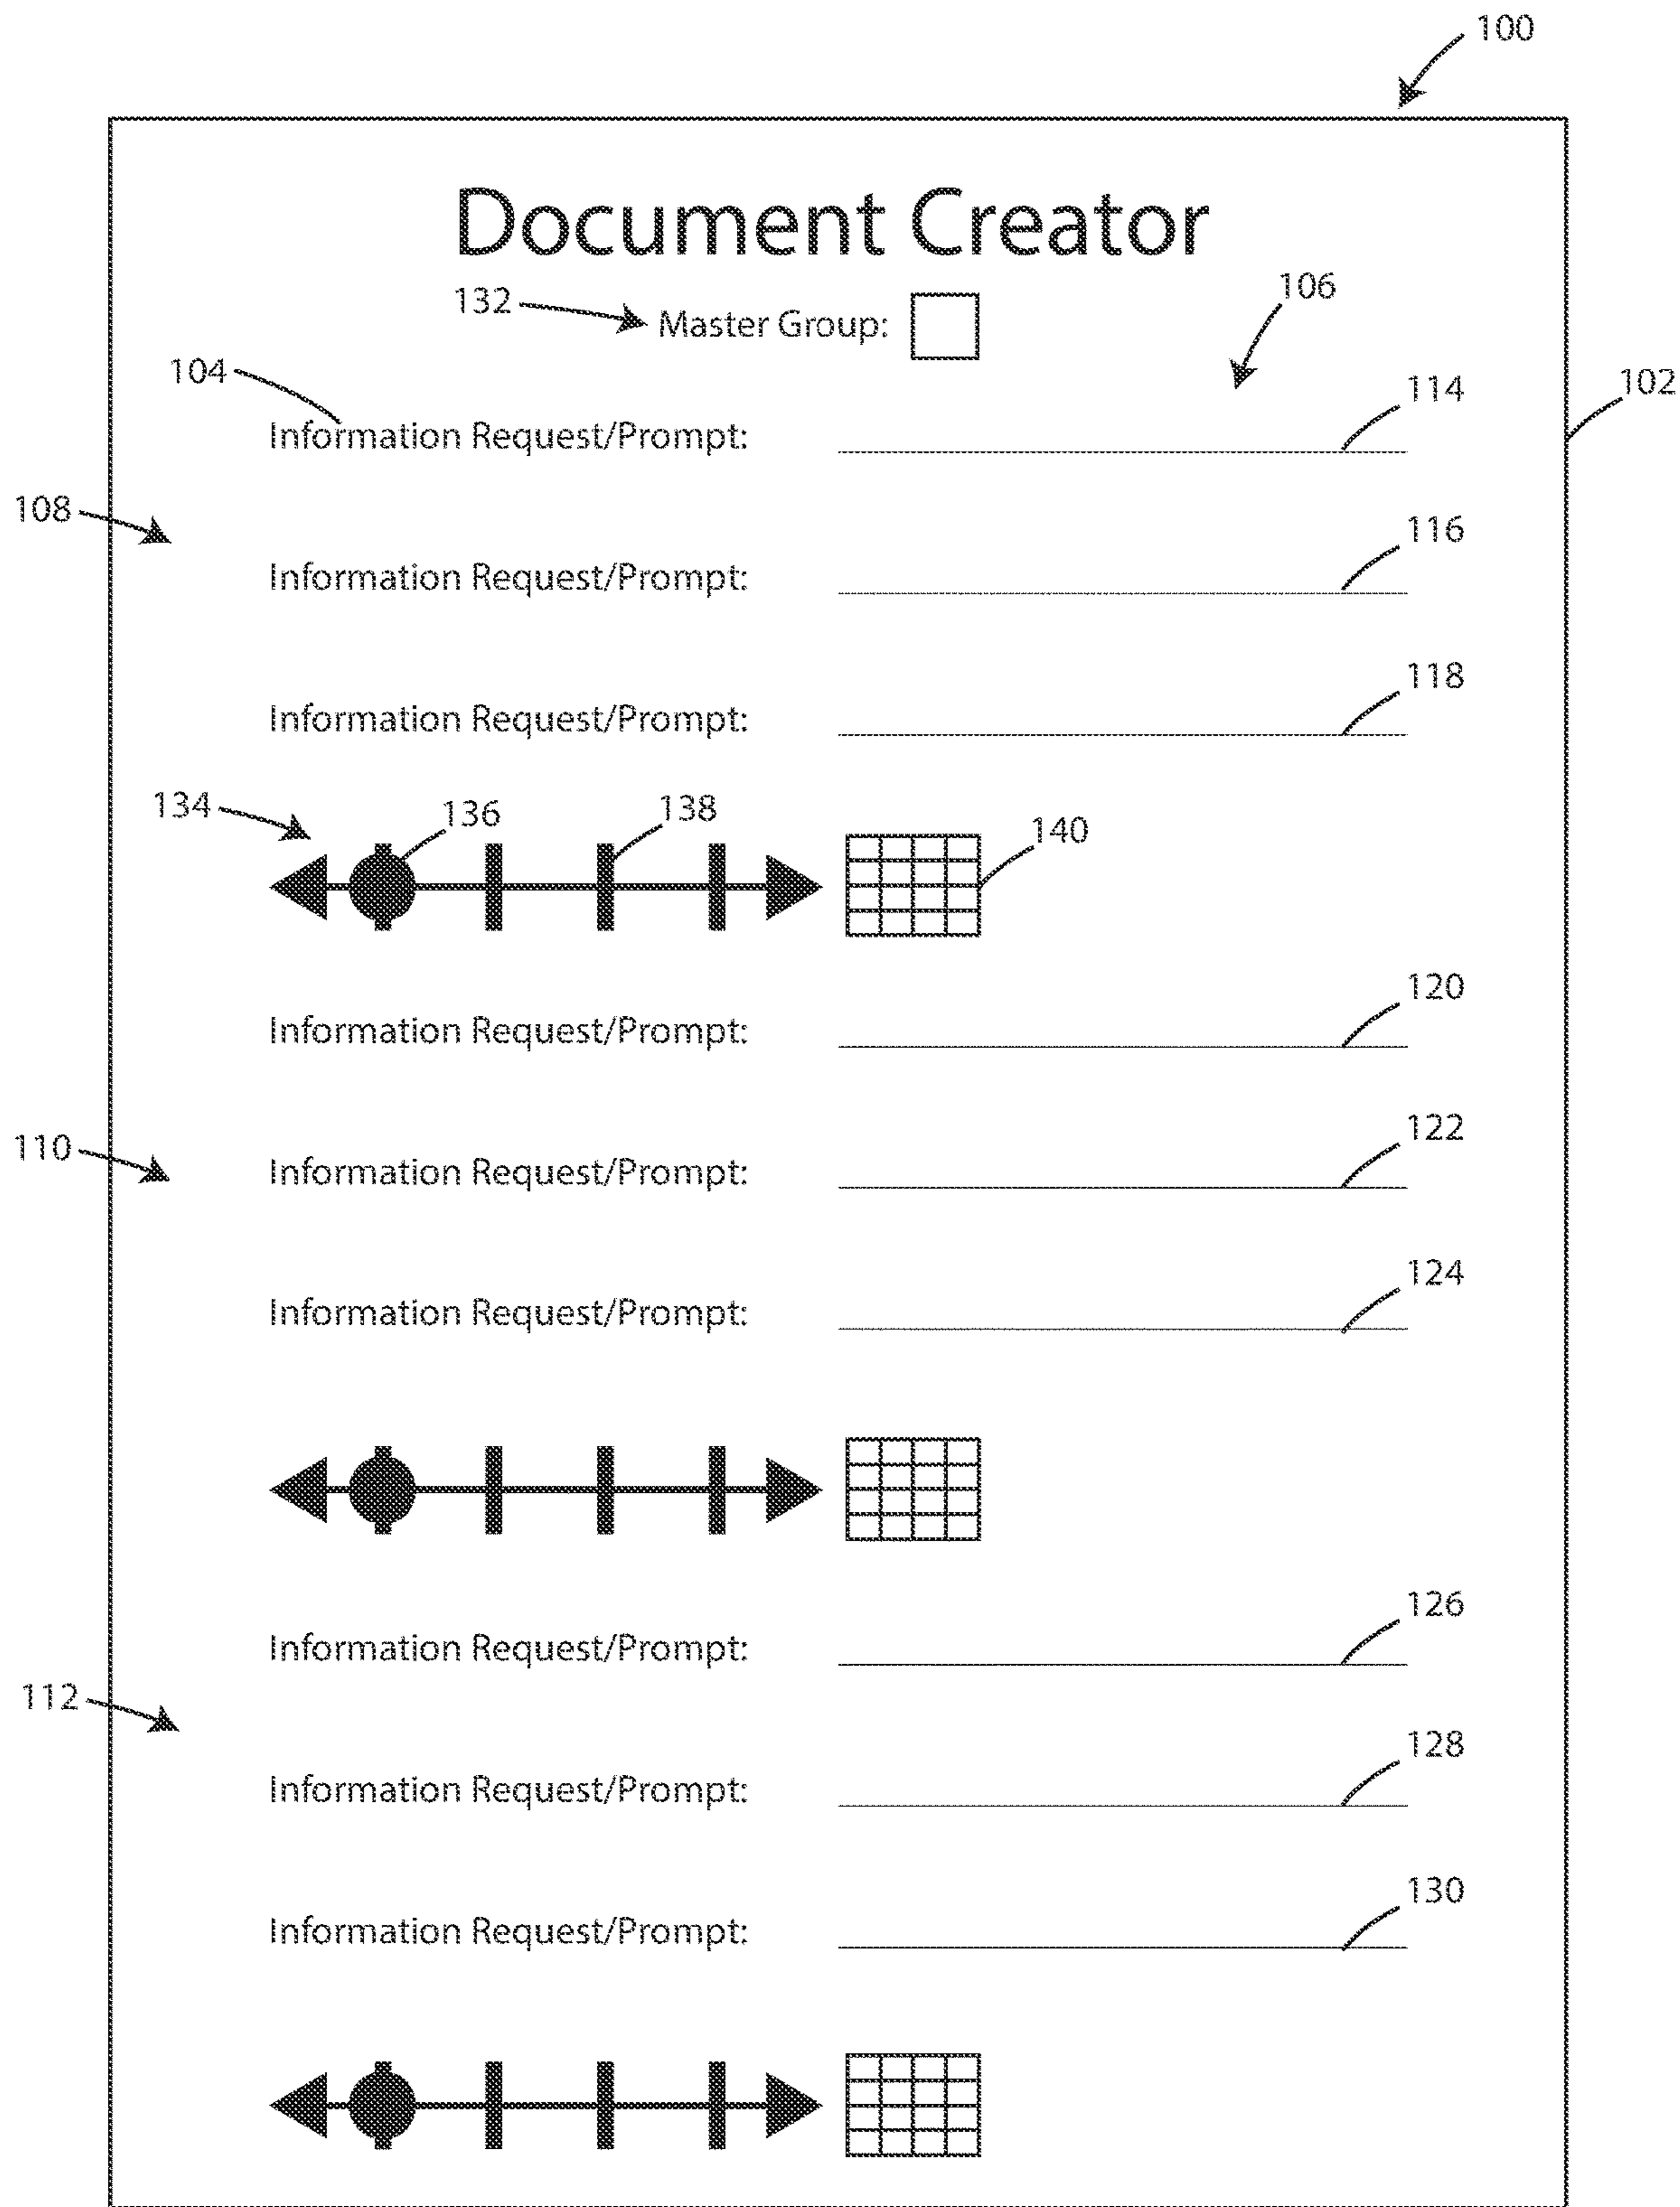 100
Document Creator
132 Master Group: 106
104 114 102
Information Request/Prompt:
108 116
Information Request/Prompt:
118
Information Request/Prompt:
134 136 138 140
120
Information Request/Prompt:
110 122
Information Request/Prompt:
124
Information Request/Prompt:
126
Information Request/Prompt:
112 128
Information Request/Prompt:
130
Information Request/Prompt: